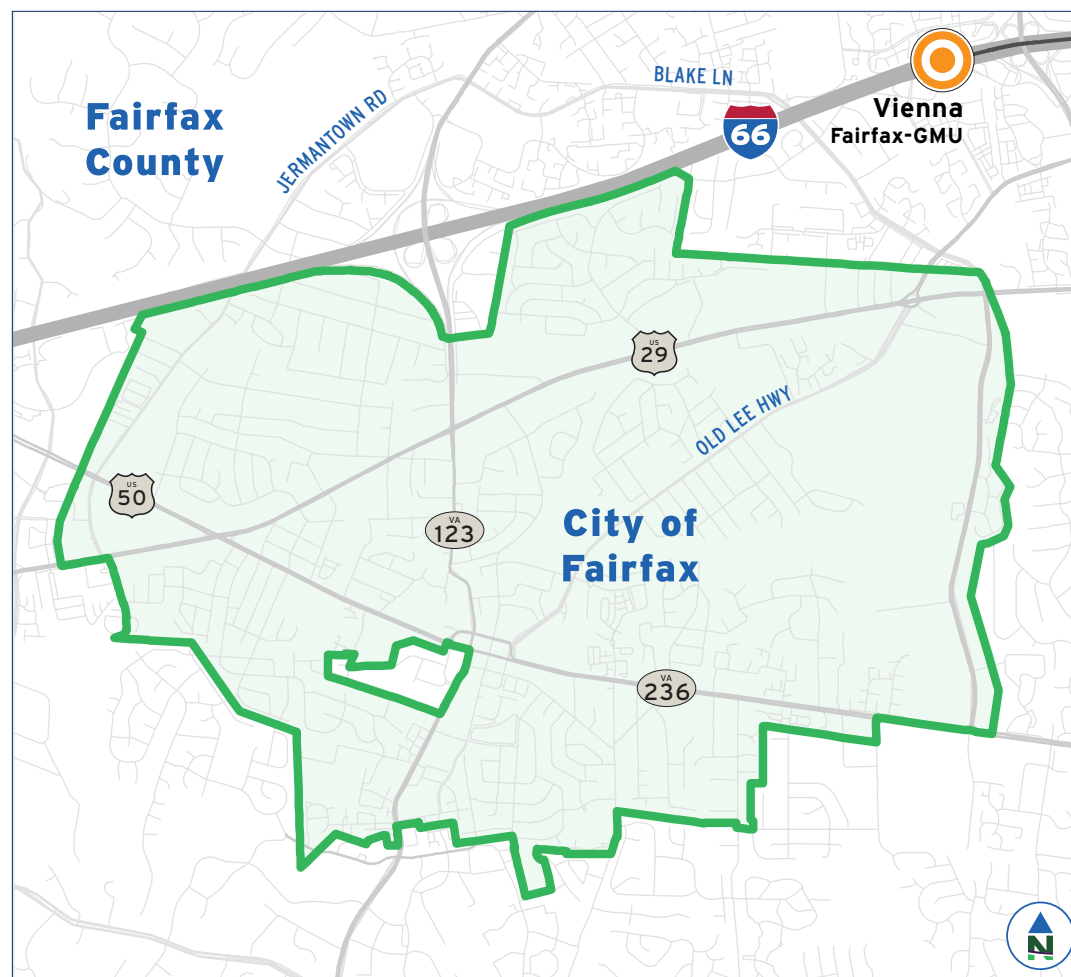 Fairfax
County
JERMANTOWN RD
BLAKE LN
66
Vienna
Fairfax-GMU
US
29
OLD LEE HWY
US
50
VA
123
City of
Fairfax
VA
236
N